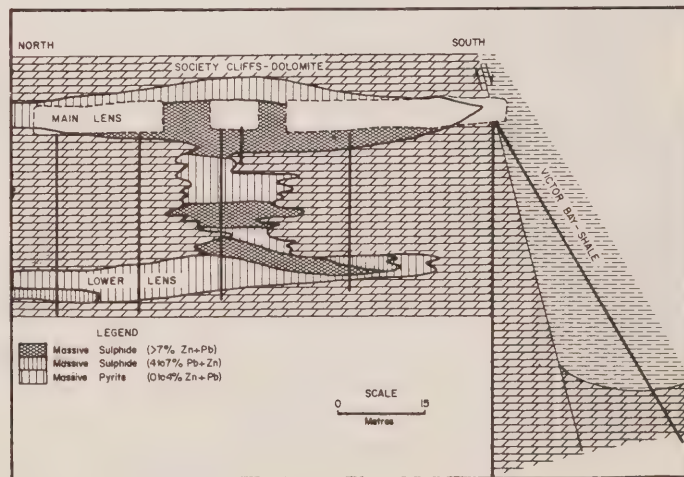 NORTH
SOUTH
SOCIETY CLIFFS-DOLOMITE
MAIN LENS
VICTOR BAY-SHALE
LOWER LENS
LEGEND
Massive Sulphide (>7% Zn+Pb)
Massive Sulphide (4 to 7% Pb+Zn)
Massive Pyrite (0 to 4% Zn+Pb)
SCALE
0 15
Metres